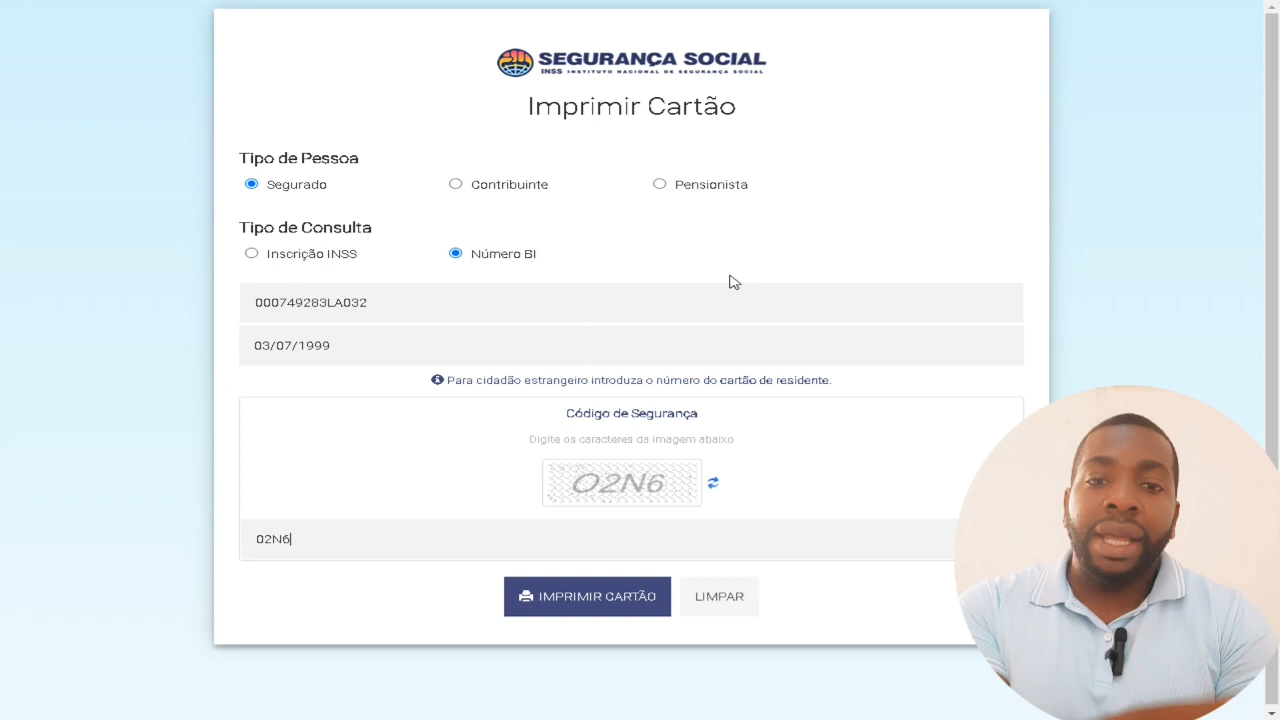 SEGURANÇA SOCIAL
INSS INSTITUTO NACIONAL DE SEGURANÇA SOCIAL
Imprimir Cartão
Tipo de Pessoa
Segurado Contribuinte Pensionista
Tipo de Consulta
Inscrição INSS Número BI
000749283LA032
03/07/1999
Para cidadão estrangeiro introduza o número do cartão de residente.
Código de Segurança
Digite os caracteres da imagem abaixo
O2N6
02N6
IMPRIMIR CARTÃO LIMPAR